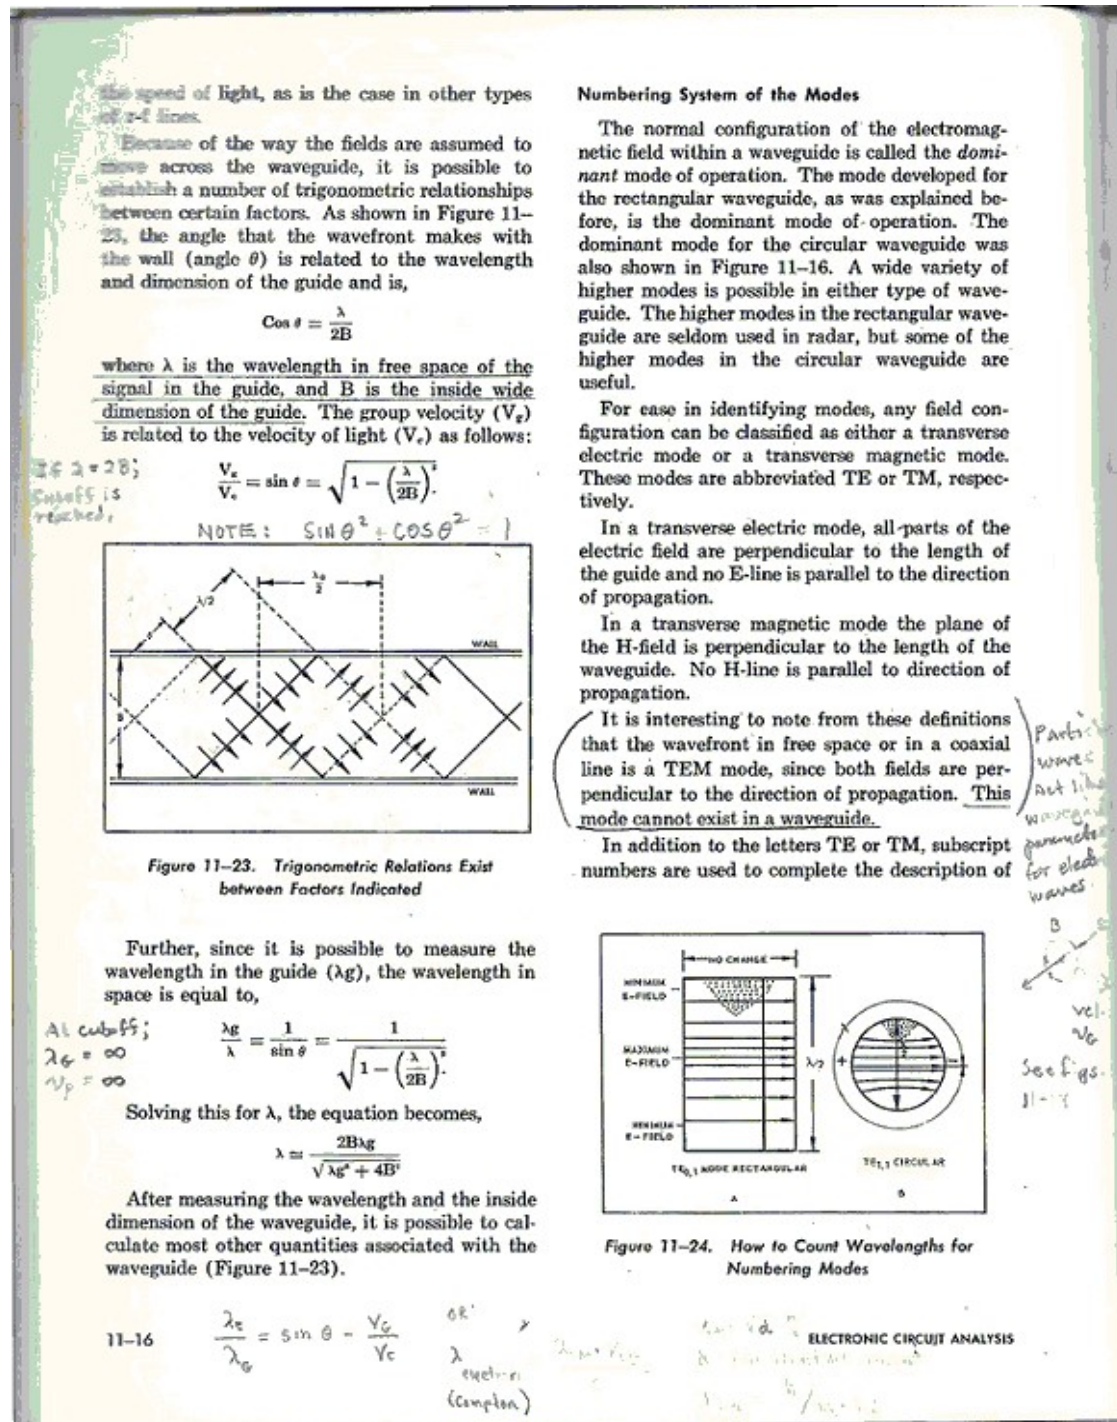 the speed of light, as is the case in other types
of r-f lines.
Because of the way the fields are assumed to
move across the waveguide, it is possible to
establish a number of trigonometric relationships
between certain factors. As shown in Figure 11–
23, the angle that the wavefront makes with
the wall (angle θ) is related to the wavelength
and dimension of the guide and is,
Cos θ = λ / 2B
where λ is the wavelength in free space of the
signal in the guide, and B is the inside wide
dimension of the guide. The group velocity (Vg)
is related to the velocity of light (Vc) as follows:
If λ = 2B;
Cutoff is
reached.
Vg / Vc = sin θ = √(1 − (λ / 2B)²).
NOTE: SIN θ² + COS θ² = 1
λg / 2
λ/2
WALL
B
WALL
Figure 11–23. Trigonometric Relations Exist
between Factors Indicated
Further, since it is possible to measure the
wavelength in the guide (λg), the wavelength in
space is equal to,
At cutoff;
λG = ∞
vp = ∞
λg / λ = 1 / sin θ = 1 / √(1 − (λ / 2B)²).
Solving this for λ, the equation becomes,
λ = 2Bλg / √(λg² + 4B²)
After measuring the wavelength and the inside
dimension of the waveguide, it is possible to cal-
culate most other quantities associated with the
waveguide (Figure 11–23).
= sin θ = VG / Vc
OR
λ
(Compton)
11–16
Numbering System of the Modes
The normal configuration of the electromag-
netic field within a waveguide is called the domi-
nant mode of operation. The mode developed for
the rectangular waveguide, as was explained be-
fore, is the dominant mode of operation. The
dominant mode for the circular waveguide was
also shown in Figure 11–16. A wide variety of
higher modes is possible in either type of wave-
guide. The higher modes in the rectangular wave-
guide are seldom used in radar, but some of the
higher modes in the circular waveguide are
useful.
For ease in identifying modes, any field con-
figuration can be classified as either a transverse
electric mode or a transverse magnetic mode.
These modes are abbreviated TE or TM, respec-
tively.
In a transverse electric mode, all parts of the
electric field are perpendicular to the length of
the guide and no E-line is parallel to the direction
of propagation.
In a transverse magnetic mode the plane of
the H-field is perpendicular to the length of the
waveguide. No H-line is parallel to direction of
propagation.
It is interesting to note from these definitions
that the wavefront in free space or in a coaxial
line is a TEM mode, since both fields are per-
pendicular to the direction of propagation. This
mode cannot exist in a waveguide.
In addition to the letters TE or TM, subscript
numbers are used to complete the description of
waves
Act
for
waves.
B
vel.
VG
See figs.
NO CHANGE
MINIMUM
E-FIELD
MAXIMUM
E-FIELD
MINIMUM
E-FIELD
λ/2
+
−
TE0,1 MODE RECTANGULAR
TE1,1 CIRCULAR
A
B
Figure 11–24. How to Count Wavelengths for
Numbering Modes
ELECTRONIC CIRCUIT ANALYSIS